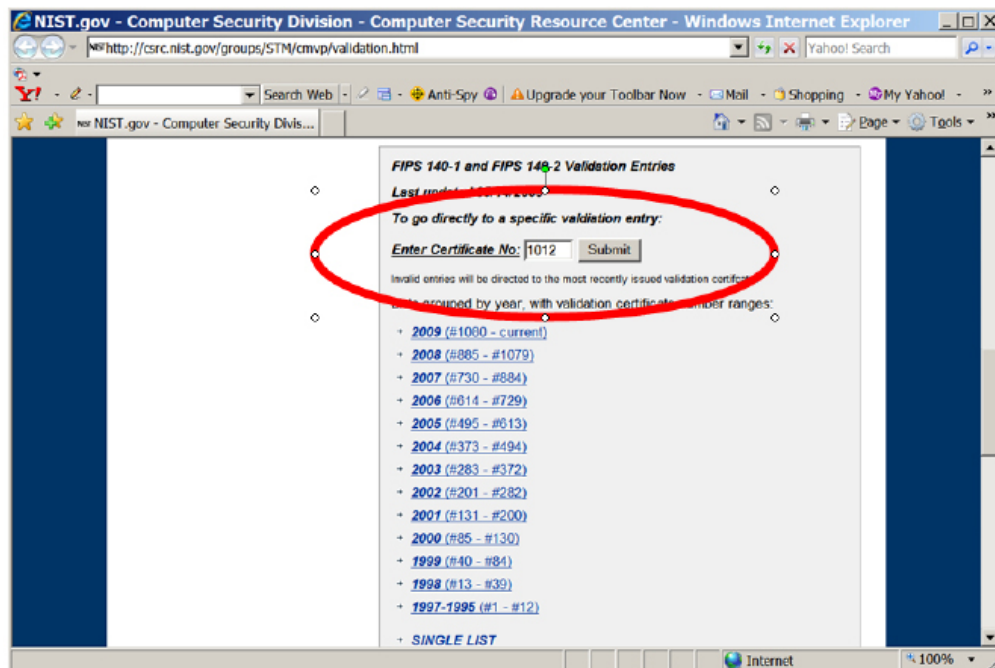 NIST.gov - Computer Security Division - Computer Security Resource Center - Windows Internet Explorer
http://csrc.nist.gov/groups/STM/cmvp/validation.html
Yahoo! Search
Y! Search Web Anti-Spy Upgrade your Toolbar Now Mail Shopping My Yahoo!
NIST.gov - Computer Security Divis...
Page Tools
FIPS 140-1 and FIPS 140-2 Validation Entries
Last
To go directly to a specific valdiation entry:
Enter Certificate No: 1012 Submit
Invalid entries will be directed to the most recently issued validation
grouped by year, with validation certificate number ranges:
2009 (#1080 - current)
2008 (#885 - #1079)
2007 (#730 - #884)
2006 (#614 - #729)
2005 (#495 - #613)
2004 (#373 - #494)
2003 (#283 - #372)
2002 (#201 - #282)
2001 (#131 - #200)
2000 (#85 - #130)
1999 (#40 - #84)
1998 (#13 - #39)
1997-1995 (#1 - #12)
SINGLE LIST
Internet
100%